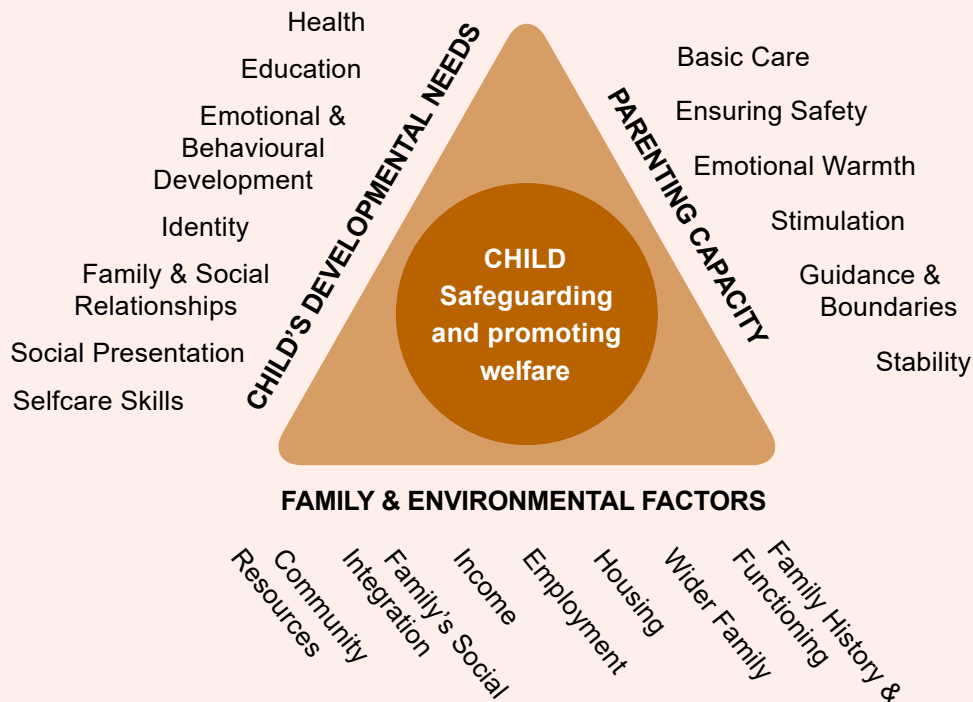 Health
Education
Emotional &
Behavioural
Development
Identity
Family & Social
Relationships
Social Presentation
Selfcare Skills
CHILD'S DEVELOPMENTAL NEEDS
CHILD
Safeguarding
and promoting
welfare
PARENTING CAPACITY
Basic Care
Ensuring Safety
Emotional Warmth
Stimulation
Guidance &
Boundaries
Stability
FAMILY & ENVIRONMENTAL FACTORS
Community
Resources
Family's Social
Integration
Income
Employment
Housing
Wider Family
Family History &
Functioning